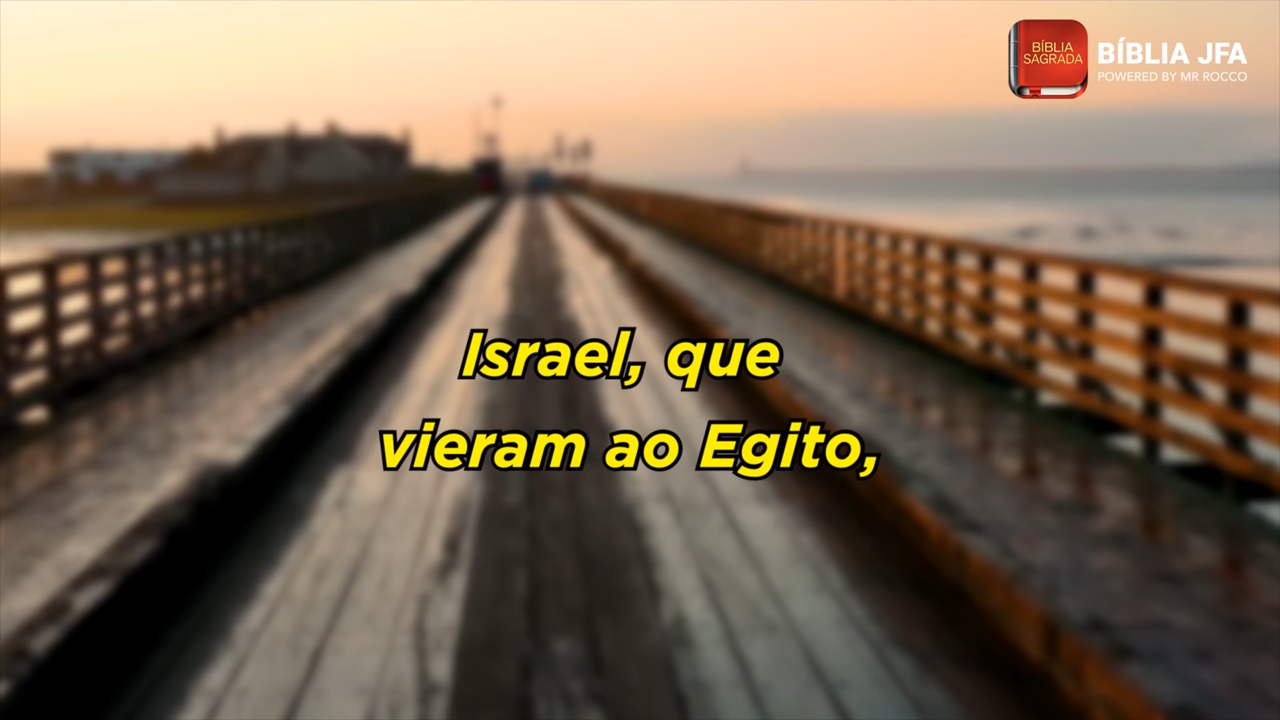 BÍBLIA
SAGRADA
BÍBLIA JFA
POWERED BY MR ROCCO
Israel, que
vieram ao Egito,